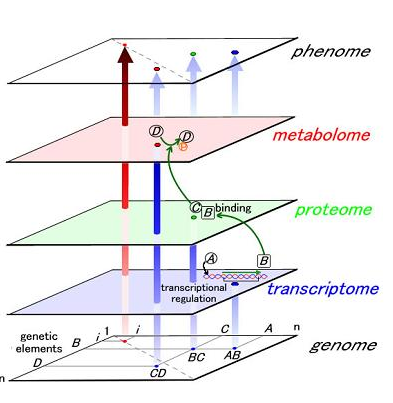 phenome
D
D
P
metabolome
C
B
binding
proteome
A
B
transcriptional
regulation
transcriptome
genetic
elements
1
i
i
B
D
C
A
n
BC
AB
CD
n
genome